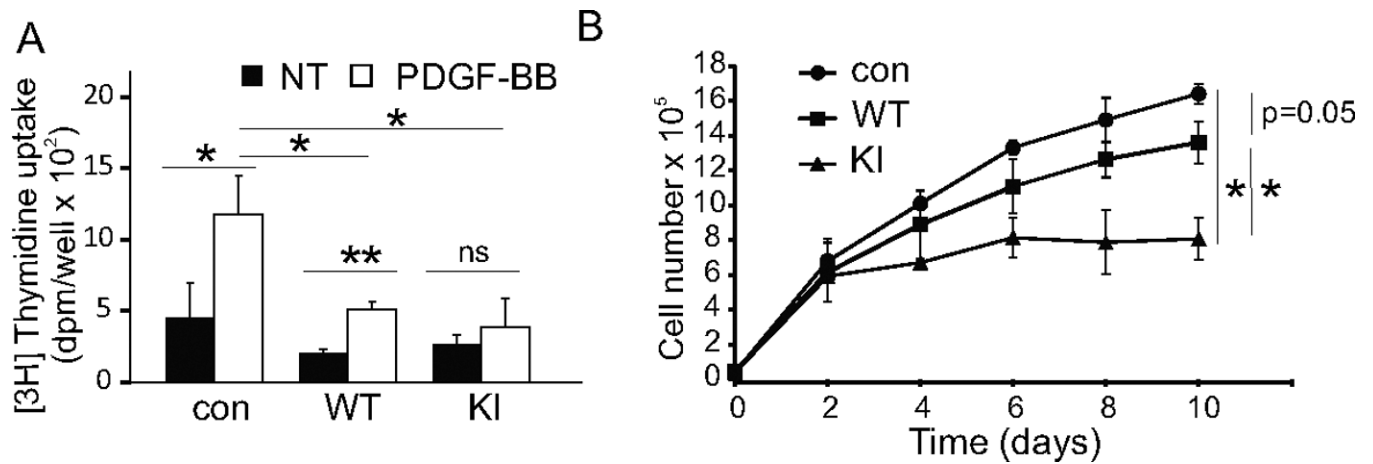 A
NT PDGF-BB
[3H] Thymidine uptake
(dpm/well x 10²)
20
15
10
5
0
*
*
*
**
ns
con WT KI
B
con
WT
KI
Cell number x 10⁵
18
16
14
12
10
8
6
4
2
0
p=0.05
* *
0 2 4 6 8 10
Time (days)